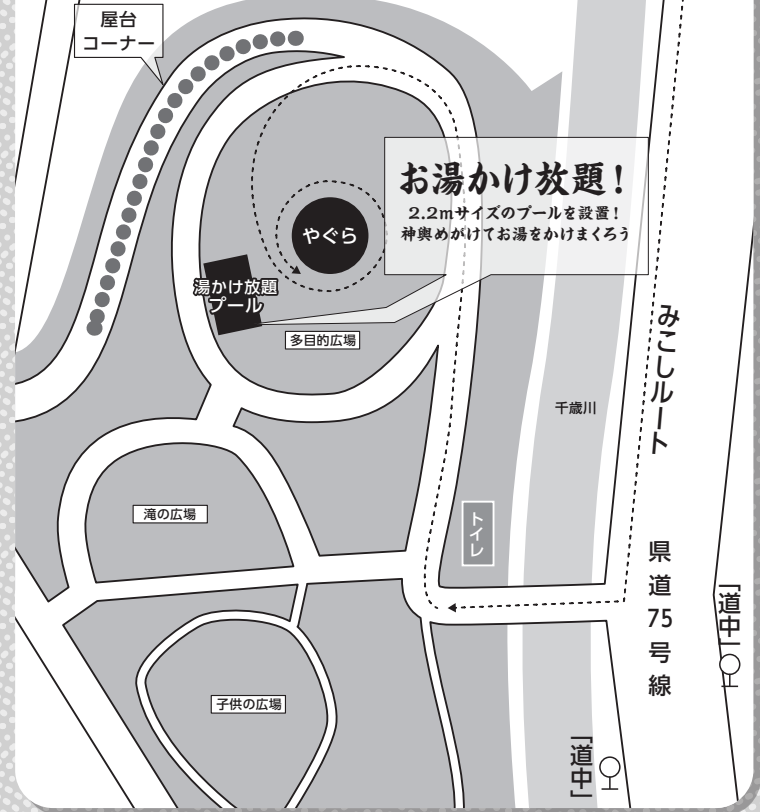 屋台
コーナー
お湯かけ放題！
2.2mサイズのプールを設置！
神輿めがけてお湯をかけまくろう
やぐら
湯かけ放題
プール
多目的広場
みこしルート
千歳川
滝の広場
トイレ
県道75号線
「道中」
子供の広場
「道中」